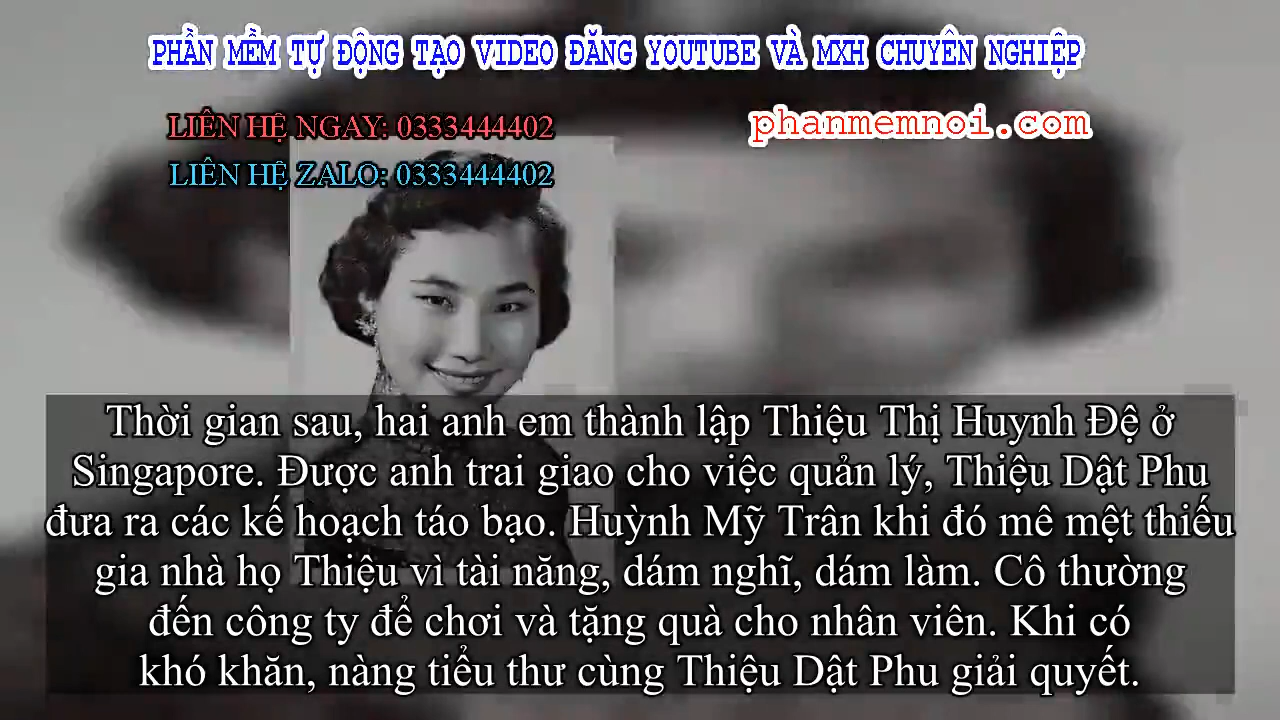 PHẦN MỀM TỰ ĐỘNG TẠO VIDEO ĐĂNG YOUTUBE VÀ MXH CHUYÊN NGHIỆP
LIÊN HỆ NGAY: 0333444402
phanmemnoi.com
LIÊN HỆ ZALO: 0333444402
Thời gian sau, hai anh em thành lập Thiệu Thị Huynh Đệ ở
Singapore. Được anh trai giao cho việc quản lý, Thiệu Dật Phu
đưa ra các kế hoạch táo bạo. Huỳnh Mỹ Trân khi đó mê mệt thiếu
gia nhà họ Thiệu vì tài năng, dám nghĩ, dám làm. Cô thường
đến công ty để chơi và tặng quà cho nhân viên. Khi có
khó khăn, nàng tiểu thư cùng Thiệu Dật Phu giải quyết.